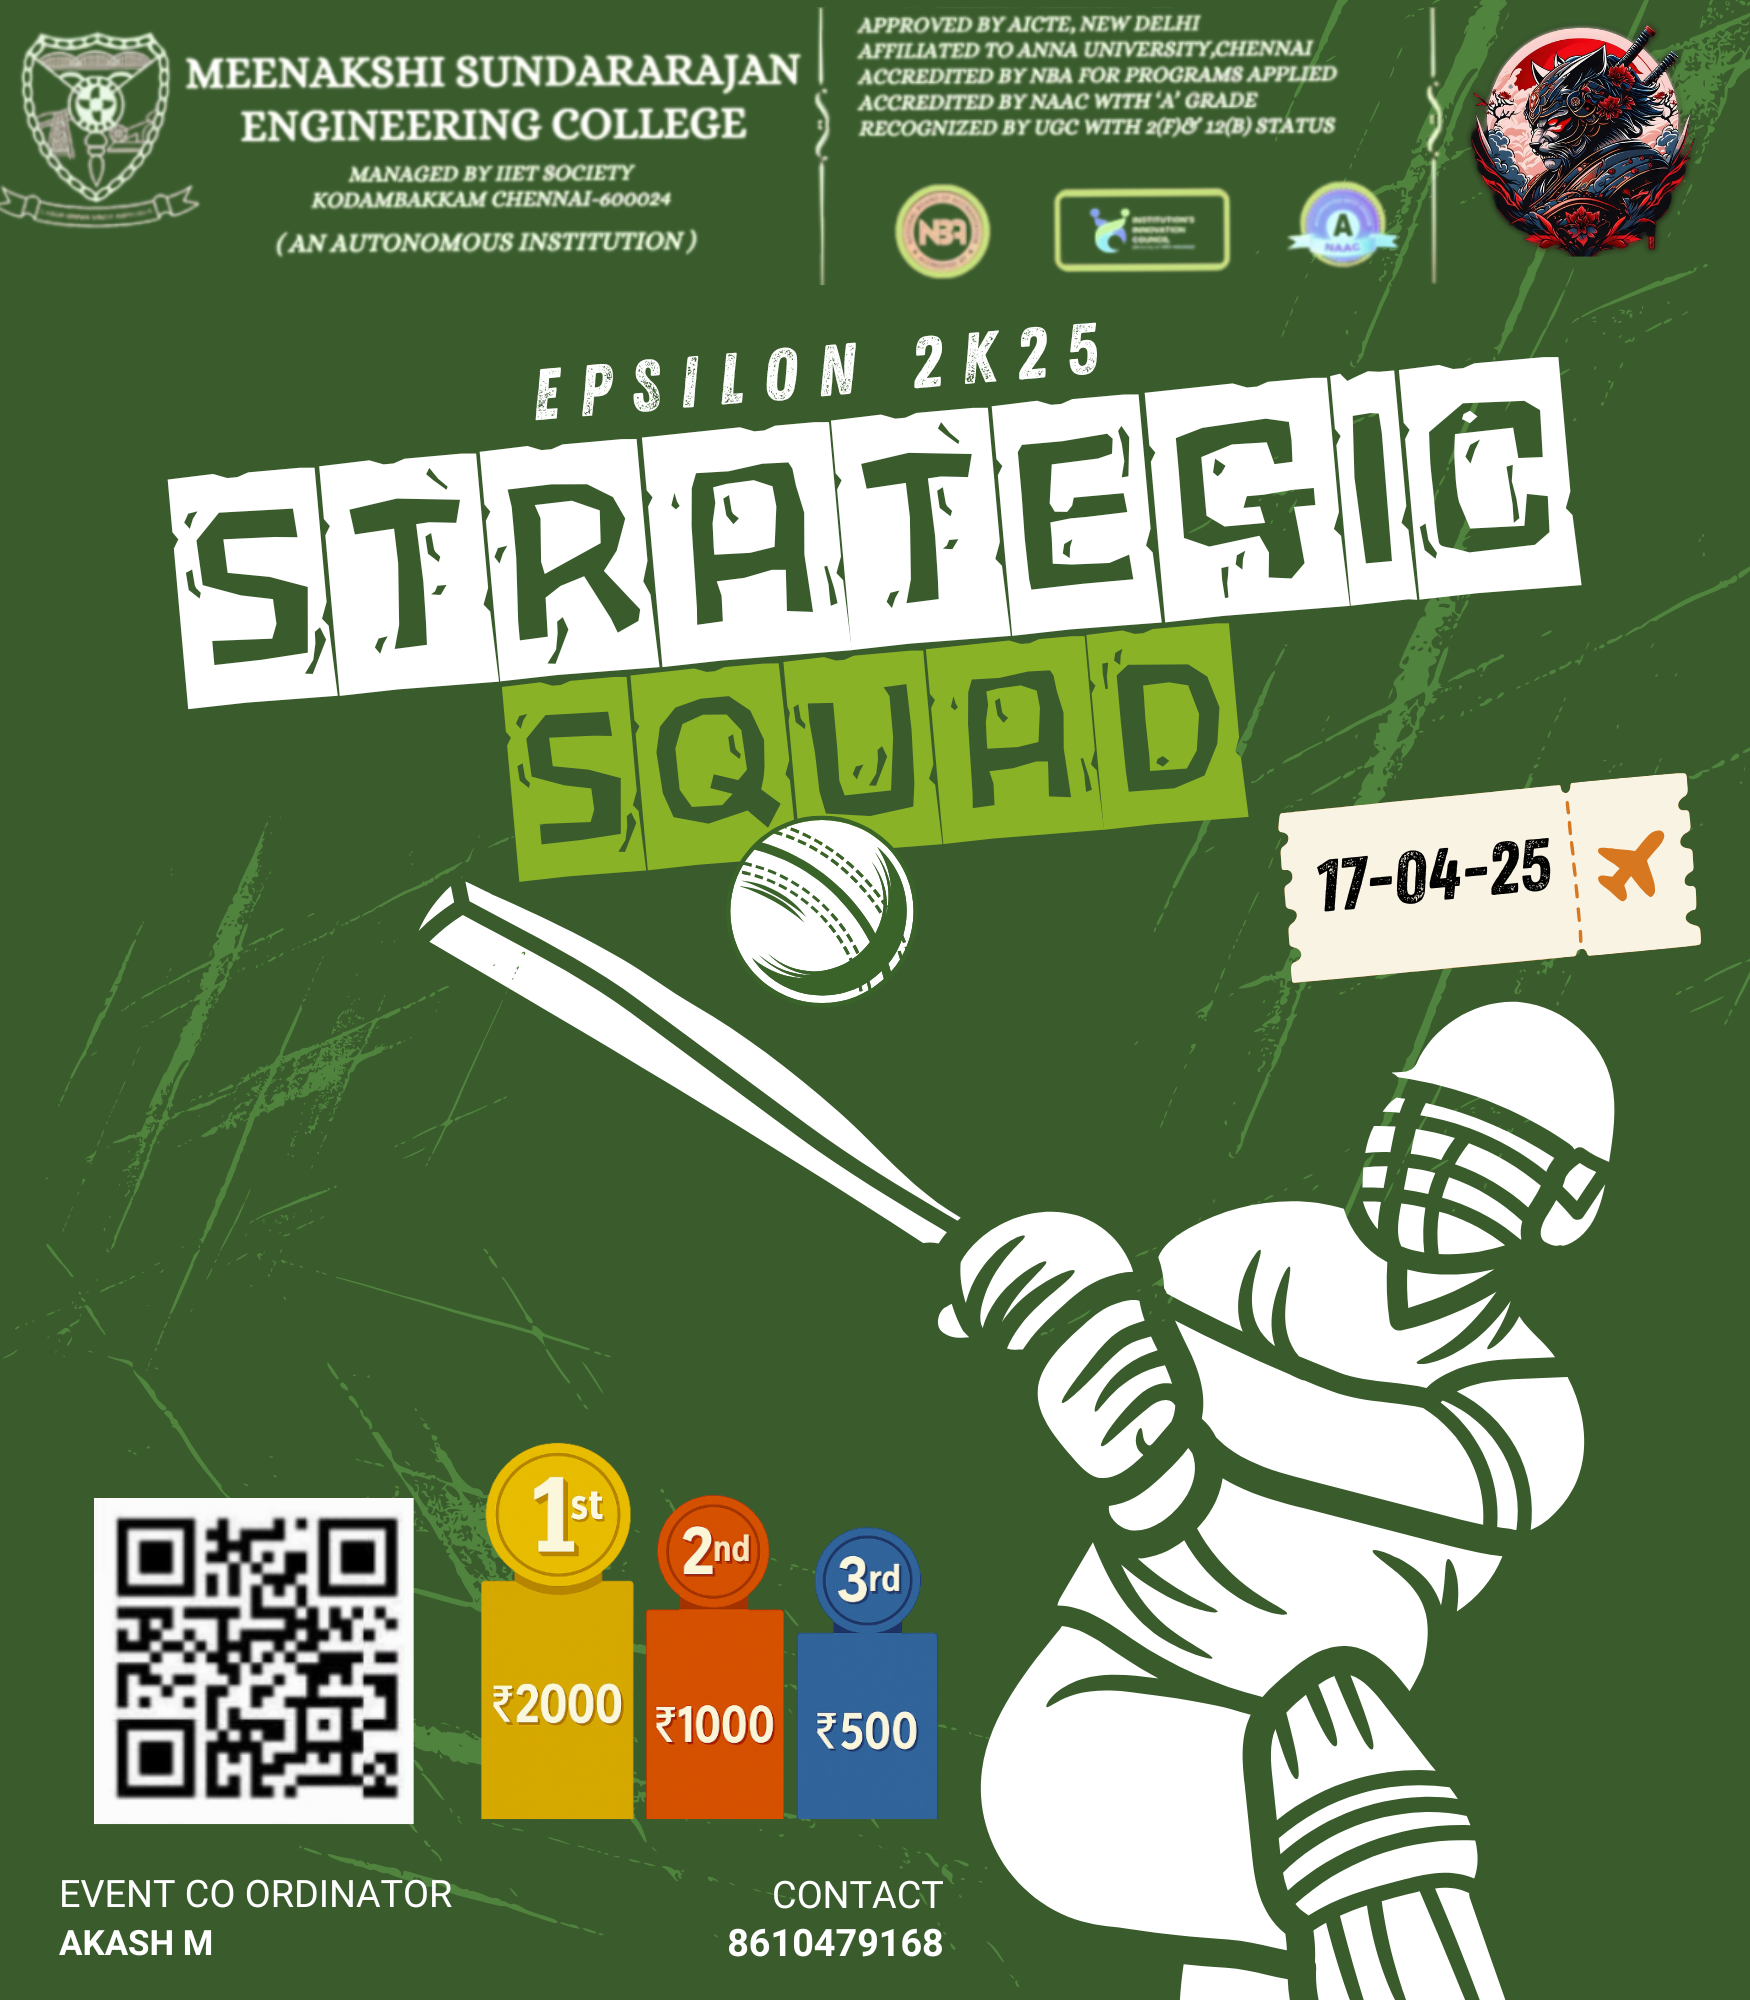 MEENAKSHI SUNDARARAJAN
ENGINEERING COLLEGE
MANAGED BY IIET SOCIETY
KODAMBAKKAM CHENNAI-600024
( AN AUTONOMOUS INSTITUTION )
APPROVED BY AICTE, NEW DELHI
AFFILIATED TO ANNA UNIVERSITY,CHENNAI
ACCREDITED BY NBA FOR PROGRAMS APPLIED
ACCREDITED BY NAAC WITH ‘A’ GRADE
RECOGNIZED BY UGC WITH 2(F)& 12(B) STATUS
NBA
INSTITUTION'S
INNOVATION
COUNCIL
A
NAAC
EPSILON 2K25
STRATEGIC
SQUAD
17-04-25
1st
2nd
3rd
₹2000
₹1000
₹500
EVENT CO ORDINATOR
AKASH M
CONTACT
8610479168